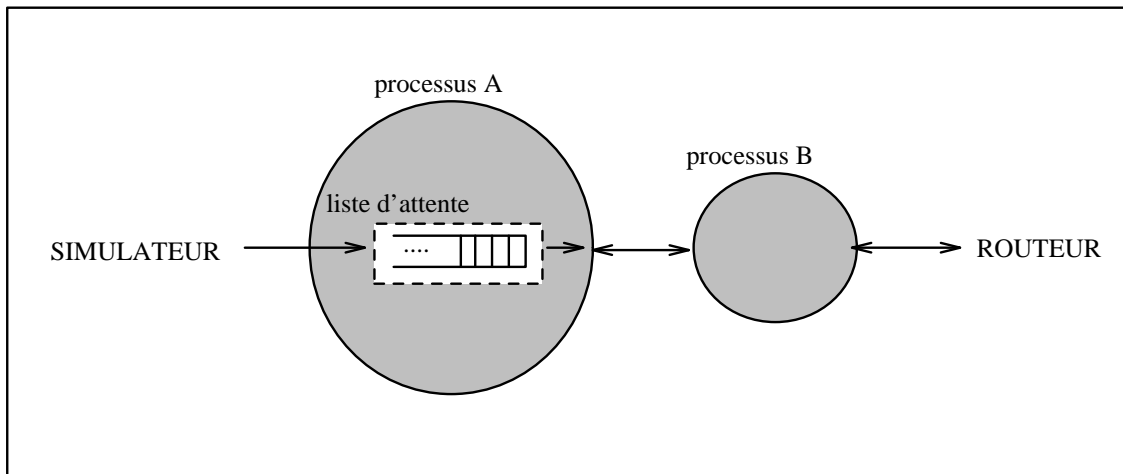 processus A
processus B
liste d'attente
SIMULATEUR
....
ROUTEUR